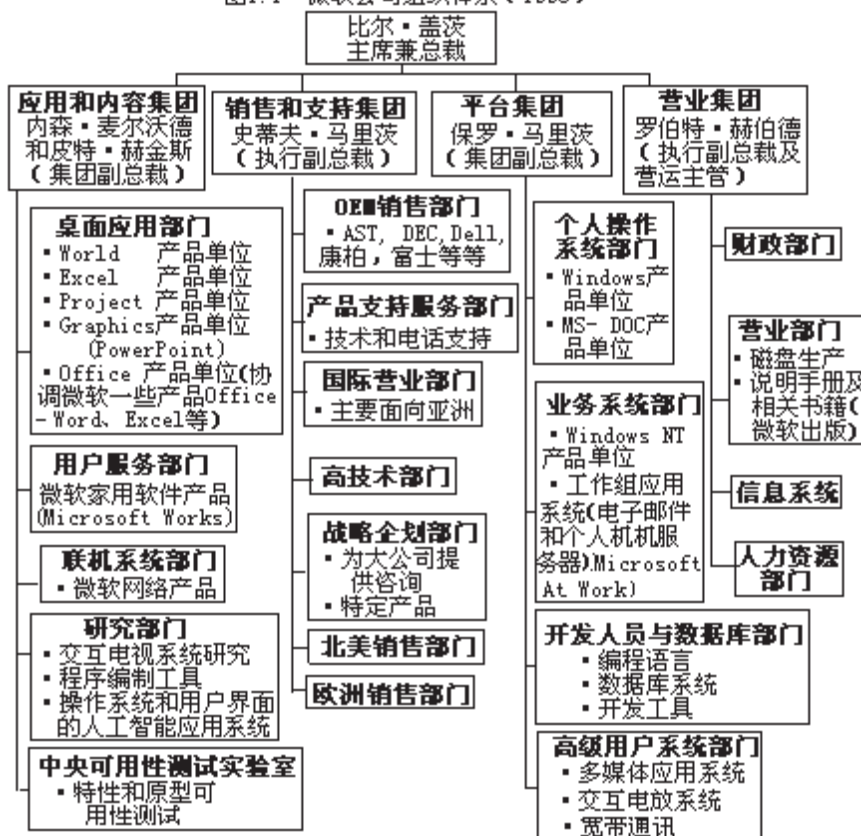 图1.1 微软公司组织体系(1995)
比尔·盖茨
主席兼总裁
应用和内容集团
内森·麦尔沃德
和皮特·赫金斯
(集团副总裁)
销售和支持集团
史蒂夫·马里茨
(执行副总裁)
平台集团
保罗·马里茨
(集团副总裁)
营业集团
罗伯特·赫伯德
(执行副总裁及
营运主管)
桌面应用部门
▪World 产品单位
▪Excel 产品单位
▪Project 产品单位
▪Graphics产品单位
(PowerPoint)
▪Office 产品单位(协
调微软一些产品Office
-Word、Excel等)
用户服务部门
微软家用软件产品
(Microsoft Works)
联机系统部门
▪微软网络产品
研究部门
▪交互电视系统研究
▪程序编制工具
▪操作系统和用户界面
的人工智能应用系统
中央可用性测试实验室
▪特性和原型可
用性测试
OEM销售部门
▪AST, DEC,Dell,
康柏,富士等等
产品支持服务部门
▪技术和电话支持
国际营业部门
▪主要面向亚洲
高技术部门
战略企划部门
▪为大公司提
供咨询
▪特定产品
北美销售部门
欧洲销售部门
个人操作
系统部门
▪Windows产
品单位
▪MS- DOC产
品单位
业务系统部门
▪Windows NT
产品单位
▪工作组应用
系统(电子邮件
和个人机机服
务器)Microsoft
At Work)
开发人员与数据库部门
▪编程语言
▪数据库系统
▪开发工具
高级用户系统部门
▪多媒体应用系统
▪交互电放系统
▪宽带通讯
财政部门
营业部门
▪磁盘生产
▪说明手册及
相关书籍(
微软出版)
信息系统
人力资源
部门